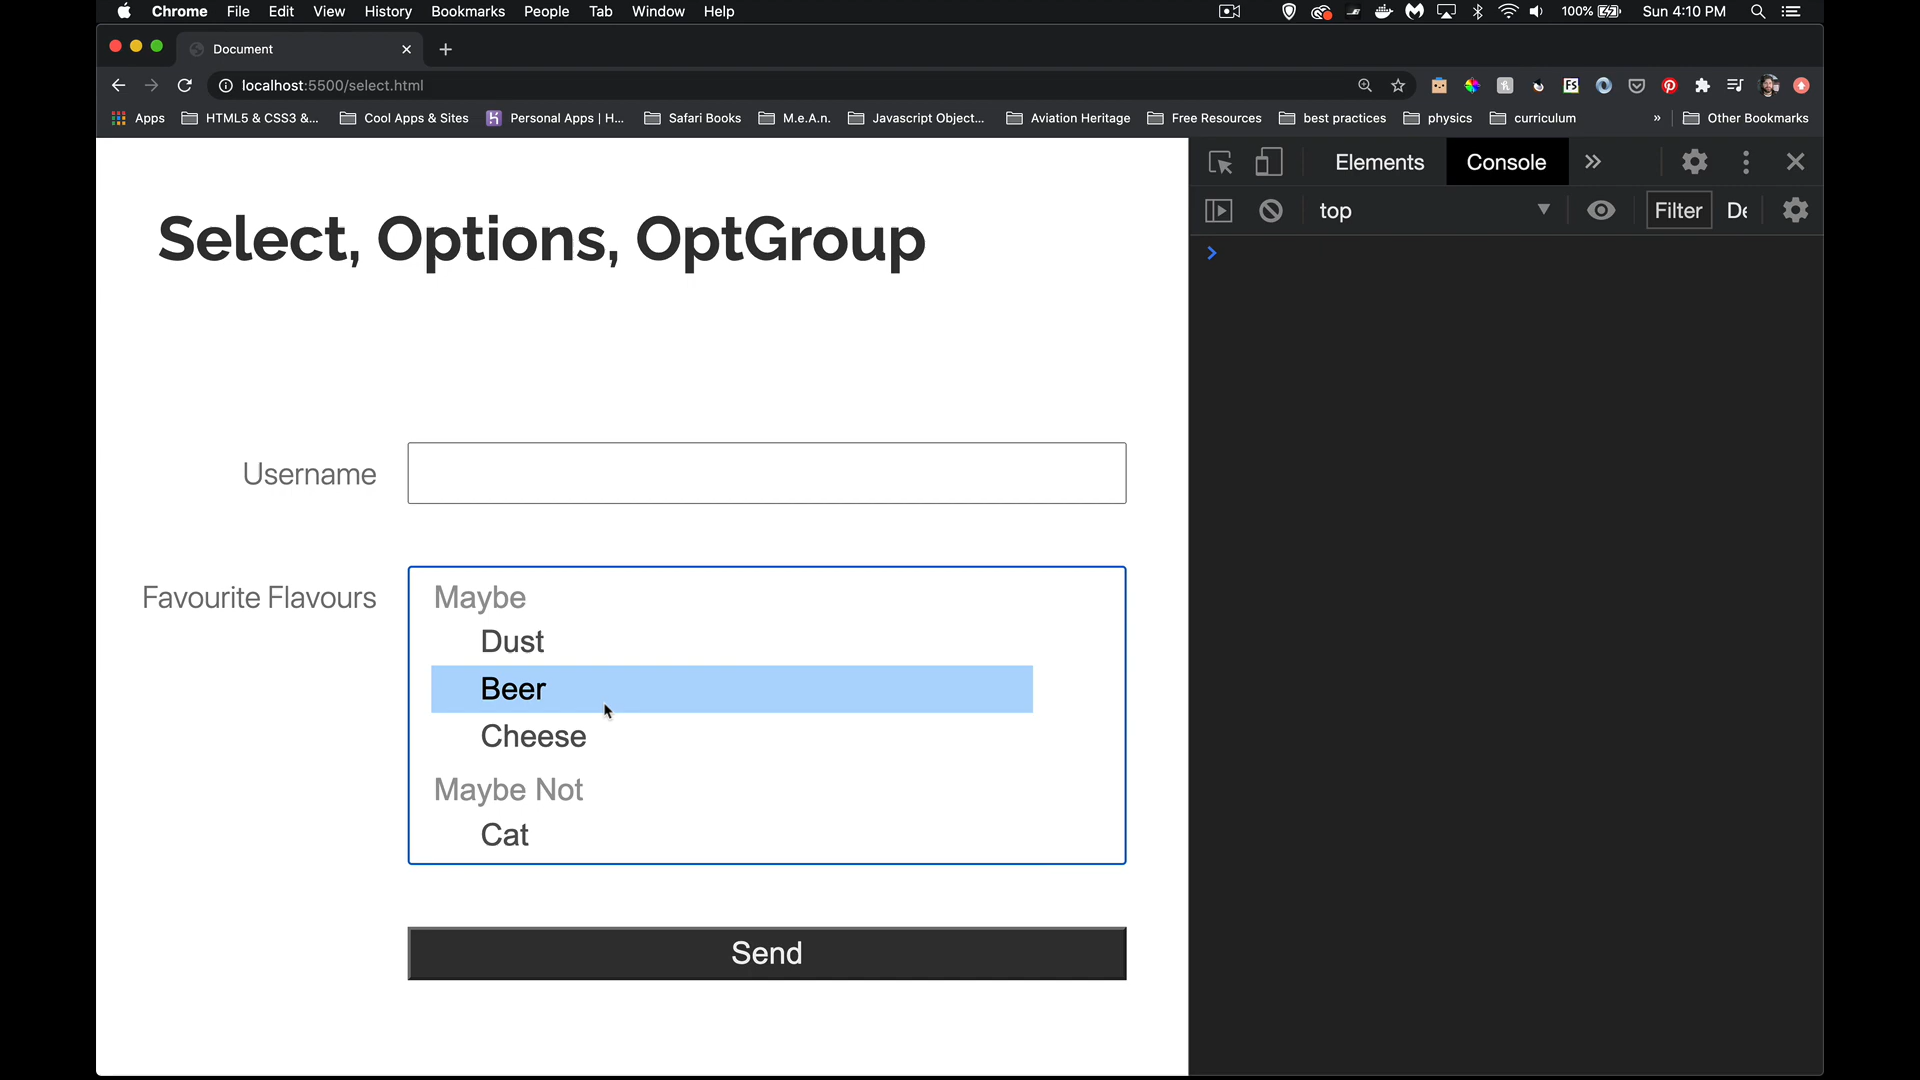 Chrome File Edit View History Bookmarks People Tab Window Help 100% Sun 4:10 PM
Document
localhost:5500/select.html
Apps HTML5 & CSS3 &... Cool Apps & Sites Personal Apps | H... Safari Books M.e.A.n. Javascript Object... Aviation Heritage Free Resources best practices physics curriculum » Other Bookmarks
Elements Console
top Filter De
Select, Options, OptGroup
Username
Favourite Flavours
Maybe
Dust
Beer
Cheese
Maybe Not
Cat
Send